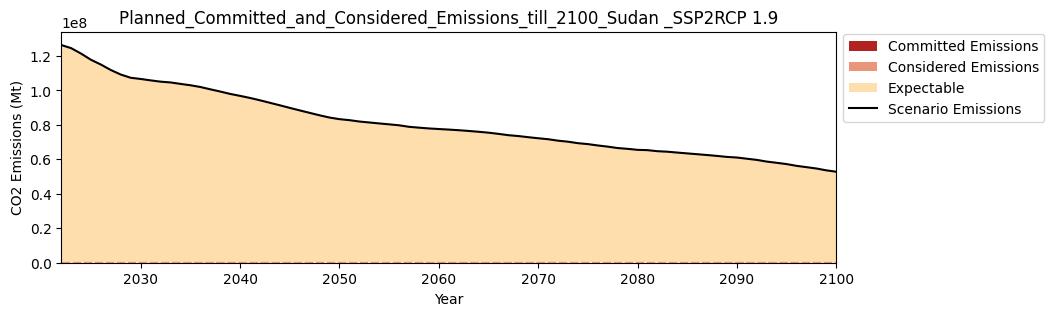 Planned_Committed_and_Considered_Emissions_till_2100_Sudan _SSP2RCP 1.9
1e8
1.2
1.0
0.8
0.6
0.4
0.2
0.0
CO2 Emissions (Mt)
2030 2040 2050 2060 2070 2080 2090 2100
Year
Committed Emissions
Considered Emissions
Expectable
Scenario Emissions